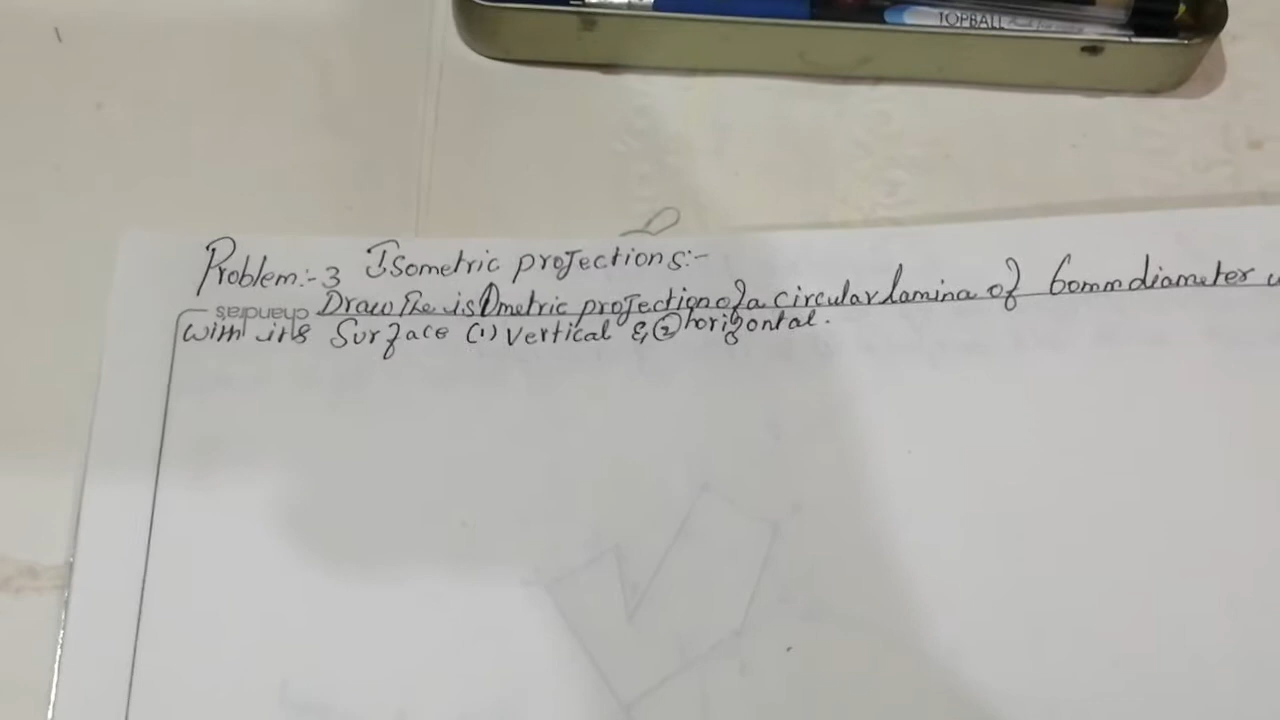 TOPBALL
Problem:-3 Isometric projections:-
Draw The isometric projection of a circular lamina of 60mm diameter
chandras
with its Surface (1) vertical & (2) horizontal.